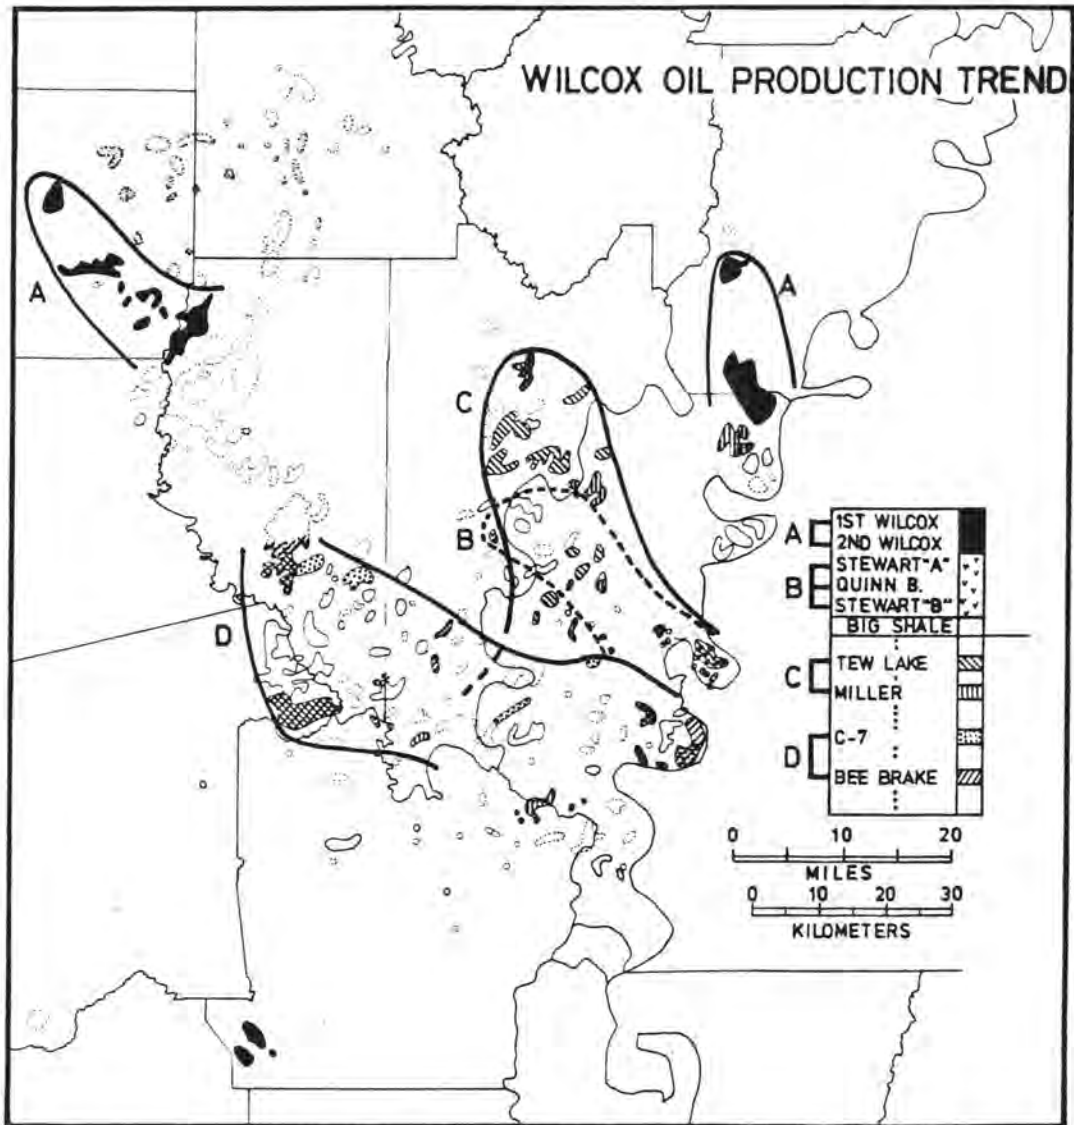 WILCOX OIL PRODUCTION TREND
A
A
C
B
D
A
1ST WILCOX
2ND WILCOX
B
STEWART "A"
QUINN B.
STEWART "B"
BIG SHALE
C
TEW LAKE
MILLER
D
C-7
BEE BRAKE
0 10 20
MILES
0 10 20 30
KILOMETERS